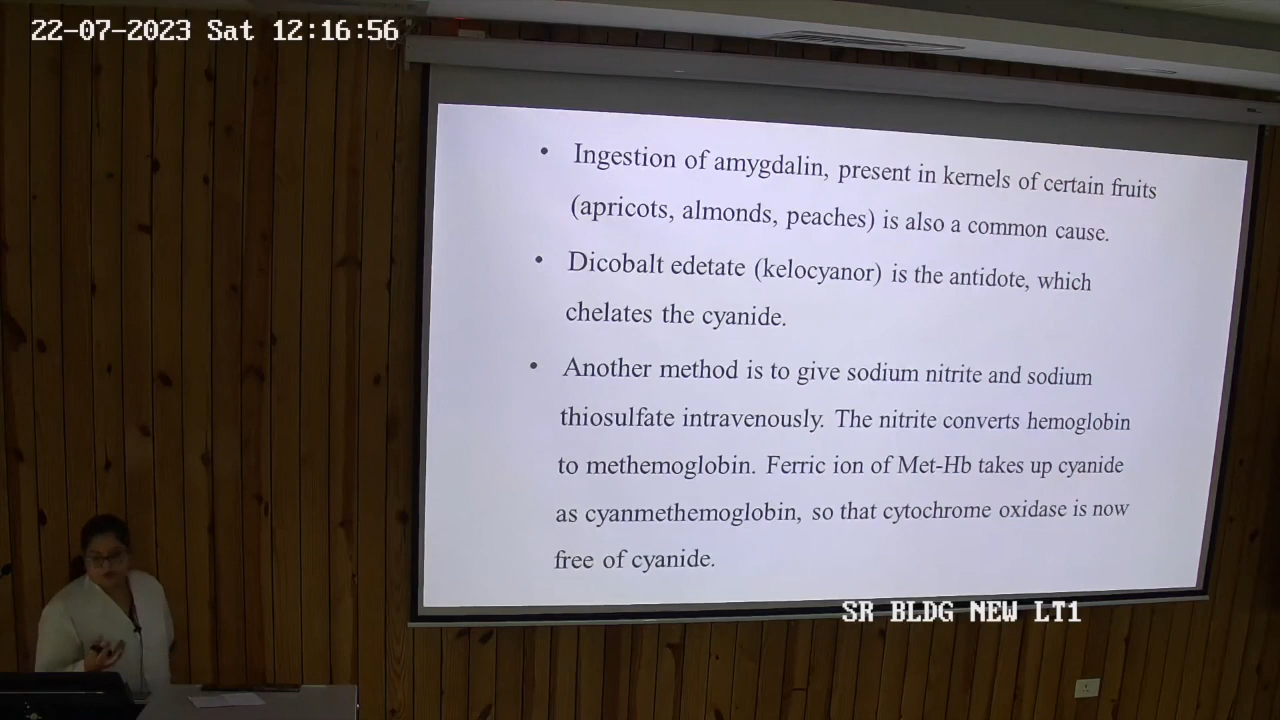 22-07-2023 Sat 12:16:56
• Ingestion of amygdalin, present in kernels of certain fruits
(apricots, almonds, peaches) is also a common cause.
• Dicobalt edetate (kelocyanor) is the antidote, which
chelates the cyanide.
• Another method is to give sodium nitrite and sodium
thiosulfate intravenously. The nitrite converts hemoglobin
to methemoglobin. Ferric ion of Met-Hb takes up cyanide
as cyanmethemoglobin, so that cytochrome oxidase is now
free of cyanide.
SR BLDG NEW LT1